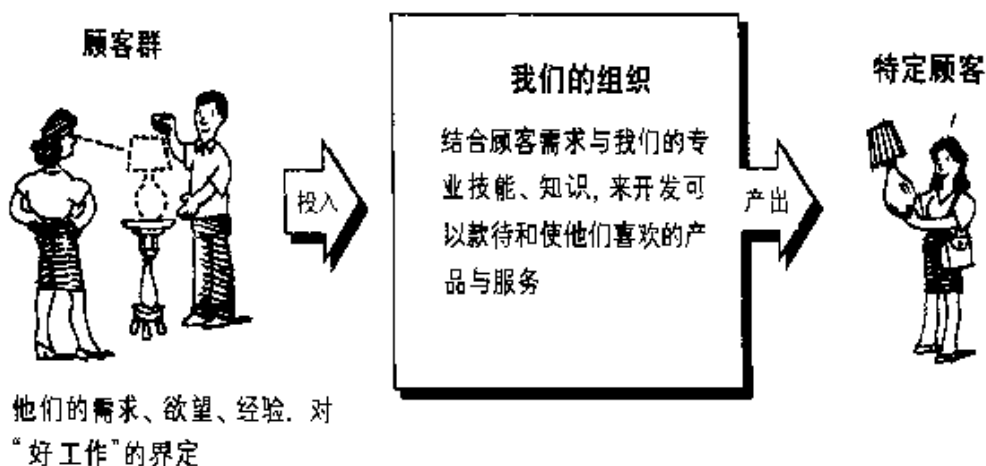 顾客群
他们的需求、欲望、经验. 对
“好工作”的界定
投入
我们的组织
结合顾客需求与我们的专
业技能、知识, 来开发可
以款待和使他们喜欢的产
品与服务
产出
特定顾客